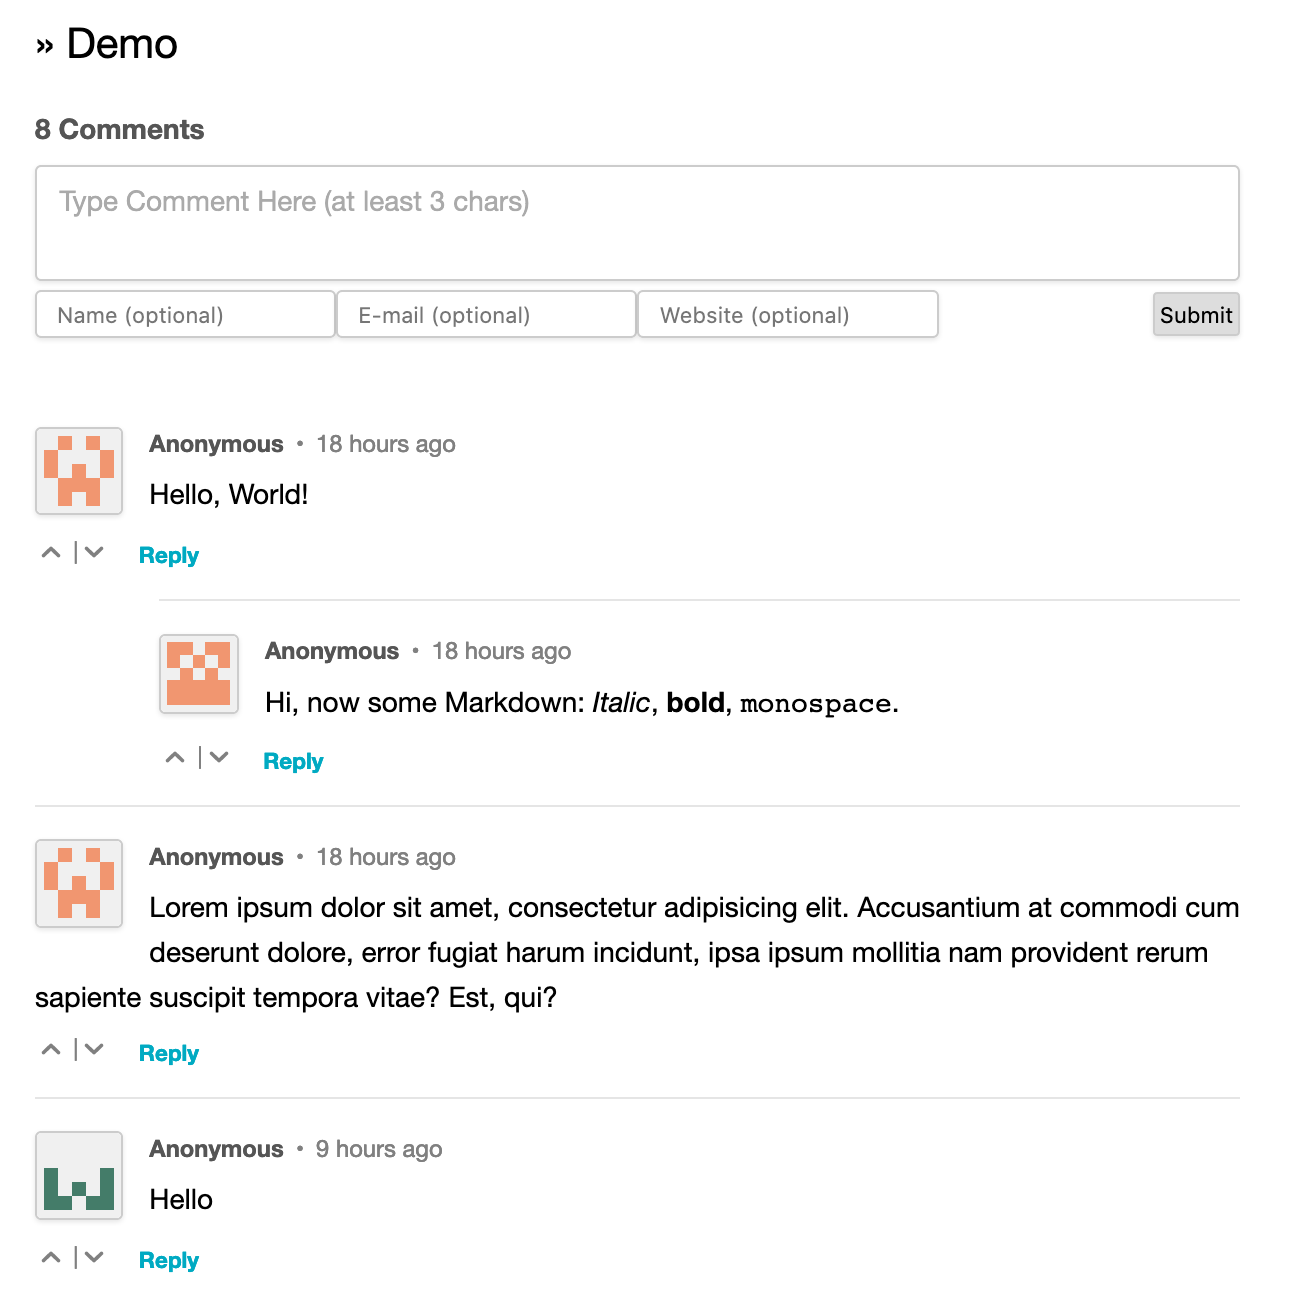 » Demo
8 Comments
Type Comment Here (at least 3 chars)
Name (optional) E-mail (optional) Website (optional) Submit
Anonymous • 18 hours ago
Hello, World!
Reply
Anonymous • 18 hours ago
Hi, now some Markdown: Italic, bold, monospace.
Reply
Anonymous • 18 hours ago
Lorem ipsum dolor sit amet, consectetur adipisicing elit. Accusantium at commodi cum
deserunt dolore, error fugiat harum incidunt, ipsa ipsum mollitia nam provident rerum
sapiente suscipit tempora vitae? Est, qui?
Reply
Anonymous • 9 hours ago
Hello
Reply